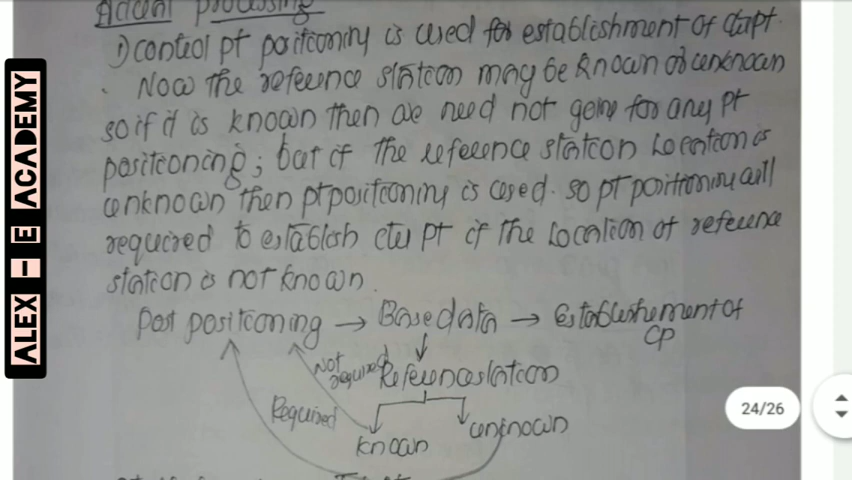 Actual processing
1) control pt positioning is used for establishment of ctrl pt.
Now the reference station may be known or unknown
so if it is known then we need not going for any pt
positioning; but if the reference station location is
unknown then pt positioning is used. so pt positioning will
required to establish ctrl pt if the location of reference
station is not known.
Post positioning → Base data → establishment of
CP
Not
required
Reference station
Required
known
unknown
24/26
ALEX - E ACADEMY